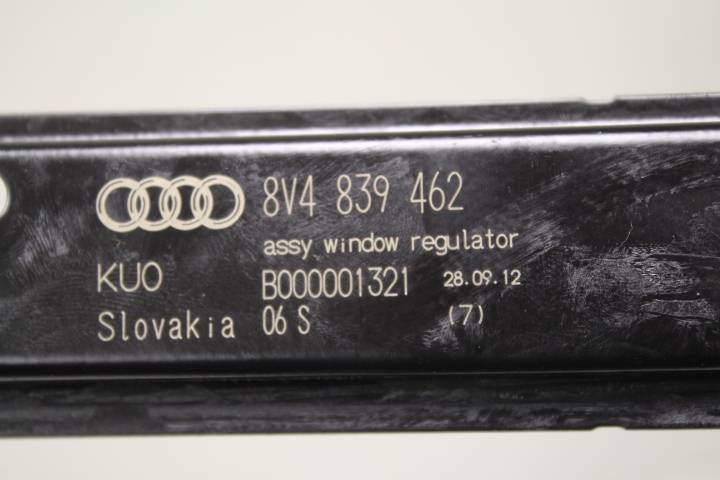 8V4 839 462
assy window regulator
KUO B000001321 28.09.12
Slovakia 06 S (7)